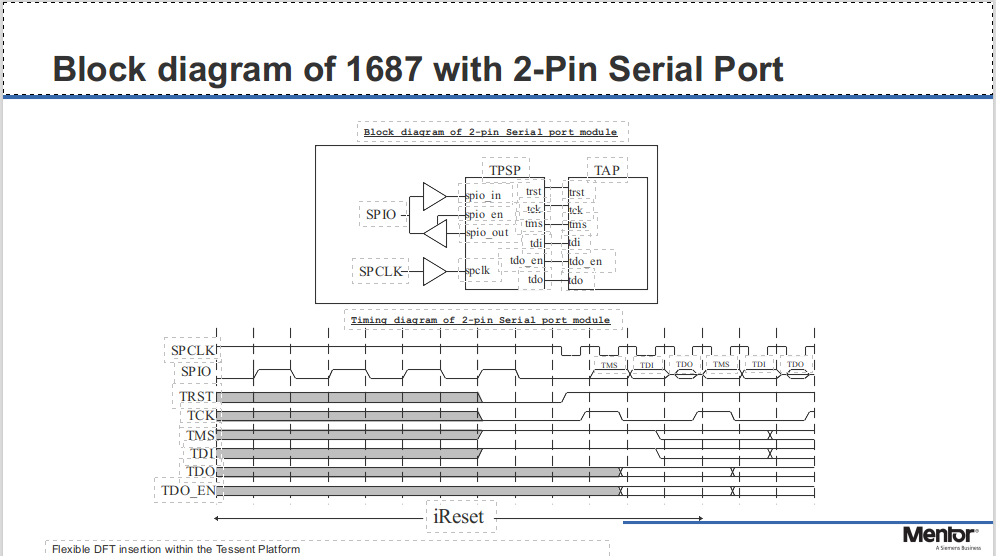 Block diagram of 1687 with 2-Pin Serial Port
Block diagram of 2-pin Serial port module
TPSP TAP
spio_in trst trst
SPIO spio_en tck tck
spio_out tms tms
tdi tdi
tdo_en tdo_en
SPCLK spclk tdo tdo
Timing diagram of 2-pin Serial port module
SPCLK
SPIO TMS TDI TDO TMS TDI TDO
TRST
TCK
TMS
TDI
TDO
TDO_EN
iReset
Mentor®
A Siemens Business
Flexible DFT insertion within the Tessent Platform